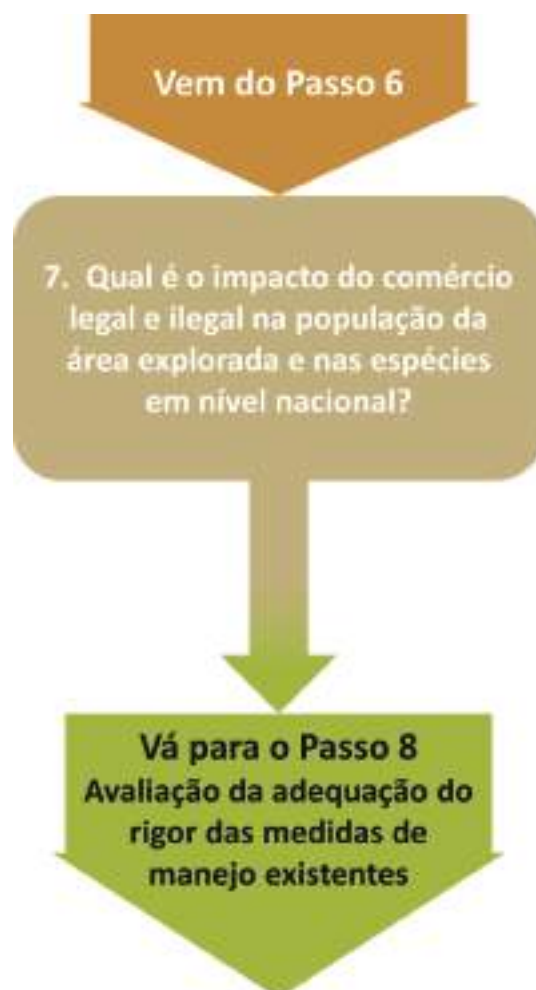 Vem do Passo 6
7. Qual é o impacto do comércio
legal e ilegal na população da
área explorada e nas espécies
em nível nacional?
Vá para o Passo 8
Avaliação da adequação do
rigor das medidas de
manejo existentes